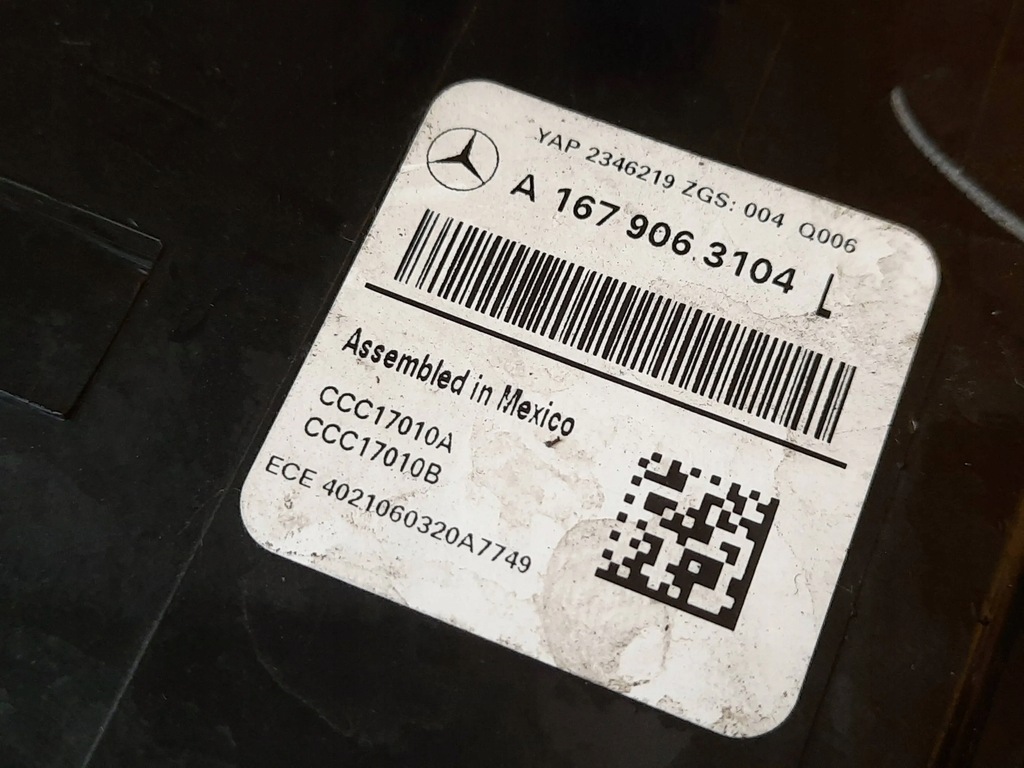 YAP 2346219 ZGS: 004 Q006
A 167 906 3104 L
Assembled in Mexico
CCC17010A
CCC17010B
ECE 4021060320A7749